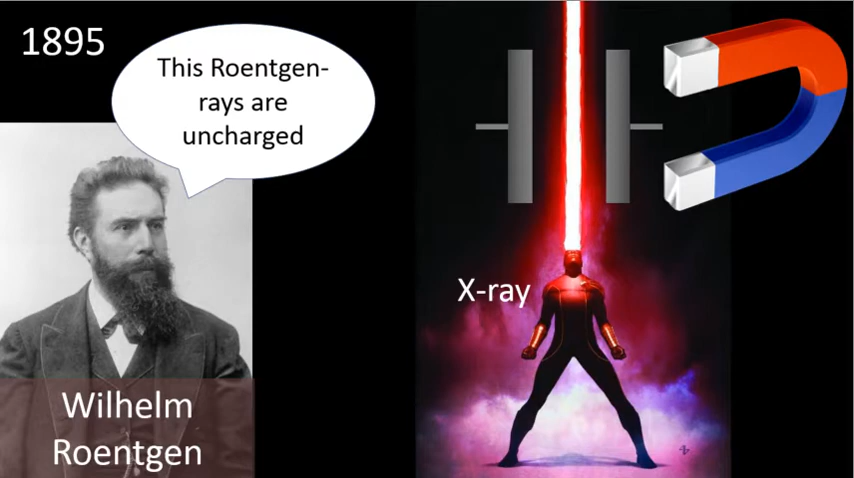 1895
This Roentgen-
rays are
uncharged
X-ray
Wilhelm
Roentgen